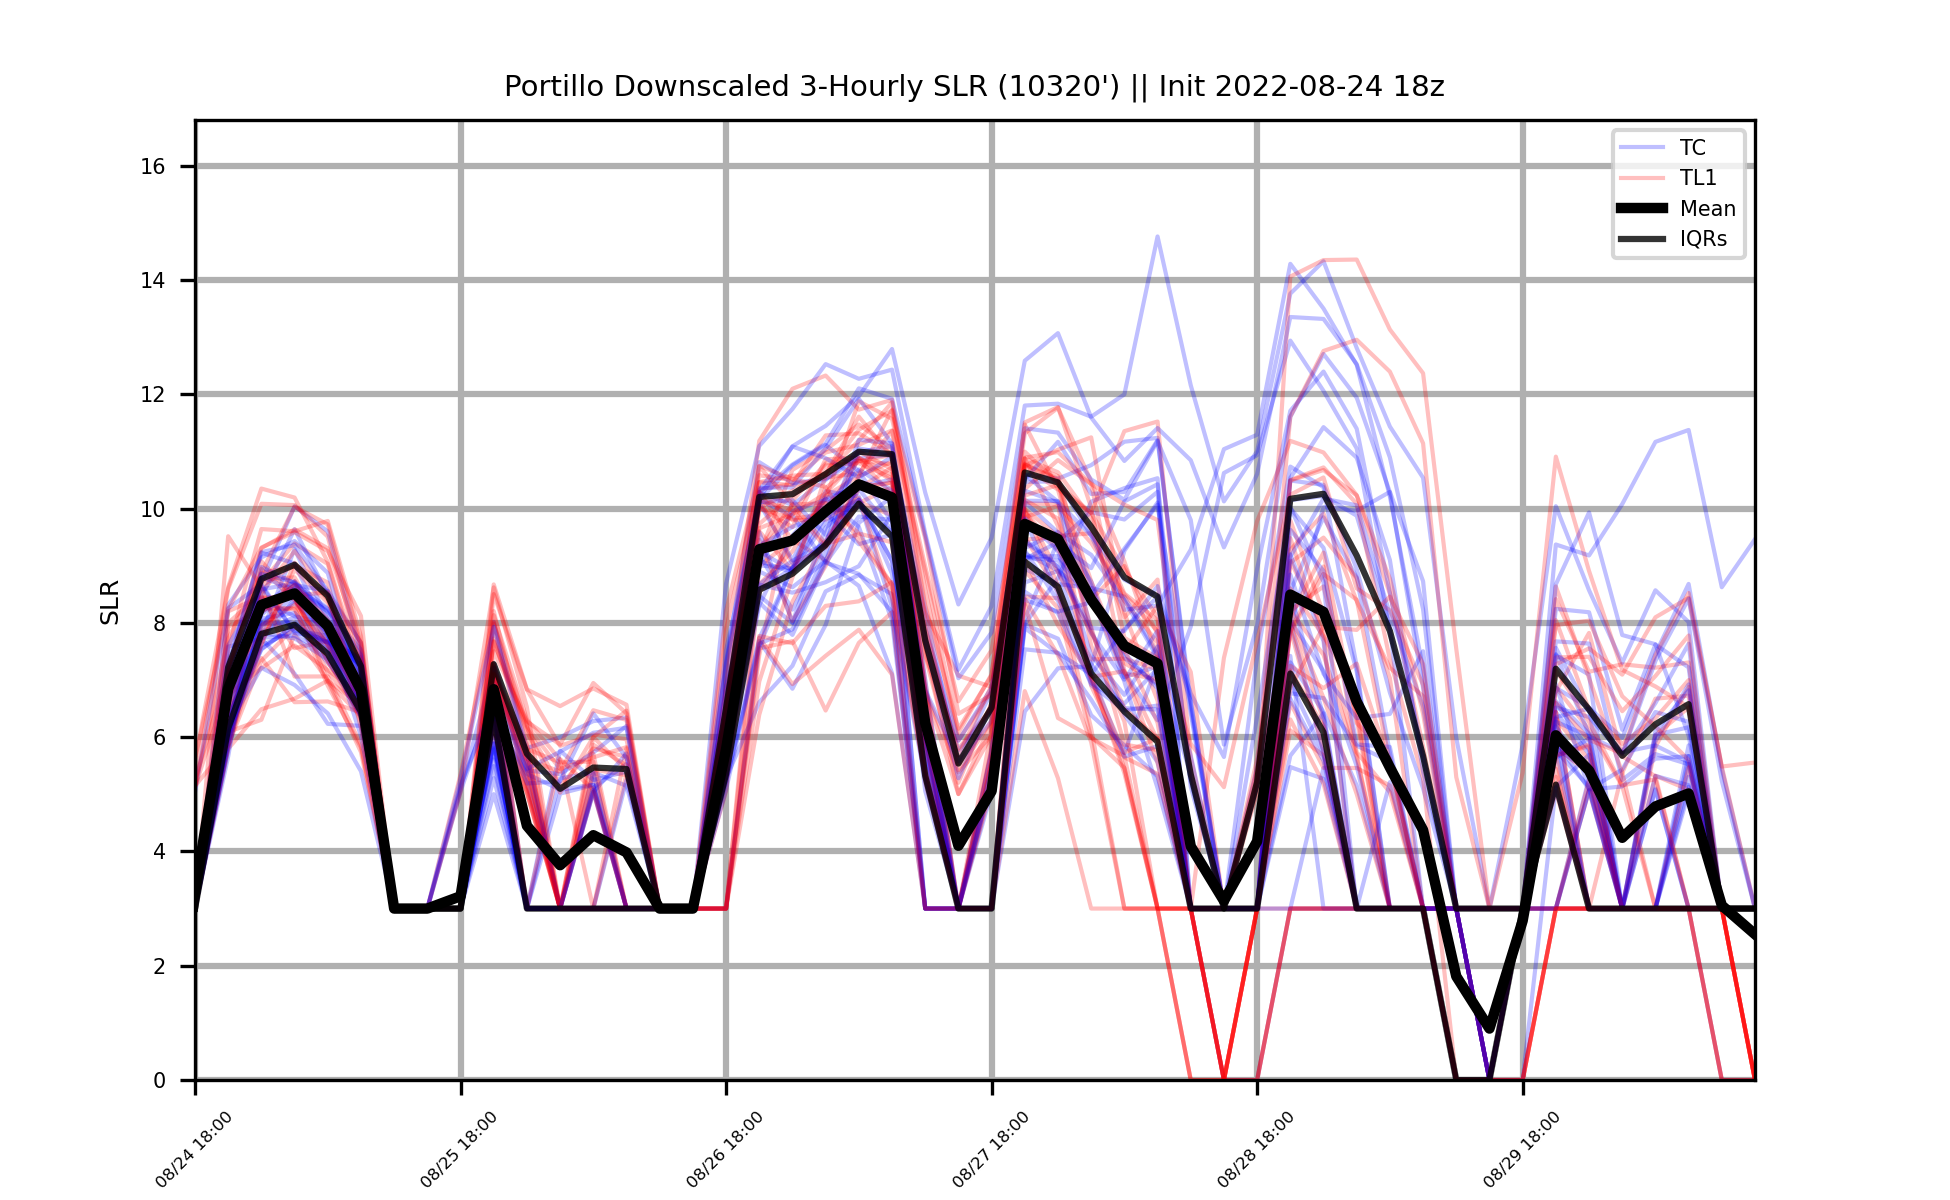 Portillo Downscaled 3-Hourly SLR (10320') || Init 2022-08-24 18z
TC
TL1
Mean
IQRs
SLR
16
14
12
10
8
6
4
2
0
08/24 18:00
08/25 18:00
08/26 18:00
08/27 18:00
08/28 18:00
08/29 18:00